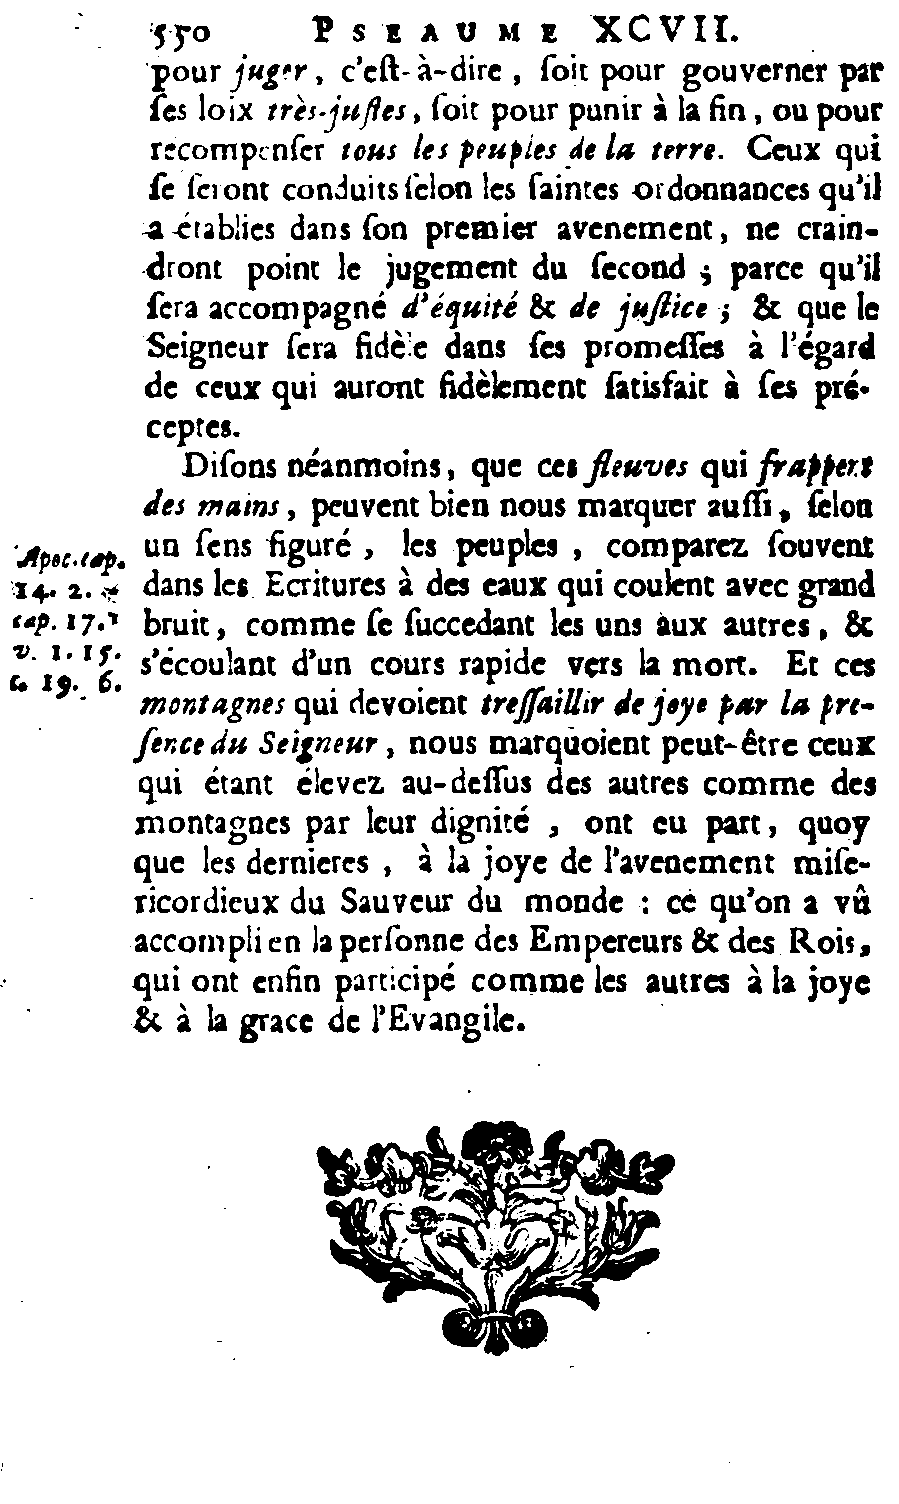 550 PSEAUME XCVII.
pour juger, c'eſt-à-dire, ſoit pour gouverner par
ſes loix très-juſtes, ſoit pour punir à la fin, ou pour
recompenſer tous les peuples de la terre. Ceux qui
ſe ſeront conduits ſelon les ſaintes ordonnances qu'il
a établies dans ſon premier avenement, ne crain-
dront point le jugement du ſecond ; parce qu'il
ſera accompagné d'équité & de juſtice ; & que le
Seigneur ſera fidèle dans ſes promeſſes à l'égard
de ceux qui auront fidèlement ſatisfait à ſes pré-
ceptes.
Diſons néanmoins, que ces fleuves qui frappent
des mains, peuvent bien nous marquer auſſi, ſelon
un ſens figuré, les peuples, comparez ſouvent
dans les Ecritures à des eaux qui coulent avec grand
bruit, comme ſe ſuccedant les uns aux autres, &
s'écoulant d'un cours rapide vers la mort. Et ces
montagnes qui devoient treſſaillir de joye par la pre-
ſence du Seigneur, nous marquoient peut-être ceux
qui étant élevez au-deſſus des autres comme des
montagnes par leur dignité, ont eu part, quoy
que les dernieres, à la joye de l'avenement miſe-
ricordieux du Sauveur du monde : ce qu'on a vû
accompli en la perſonne des Empereurs & des Rois,
qui ont enfin participé comme les autres à la joye
& à la grace de l'Evangile.
Apoc. cap.
14. 2. &
cap. 17.
v. 1. 15.
& 19. 6.